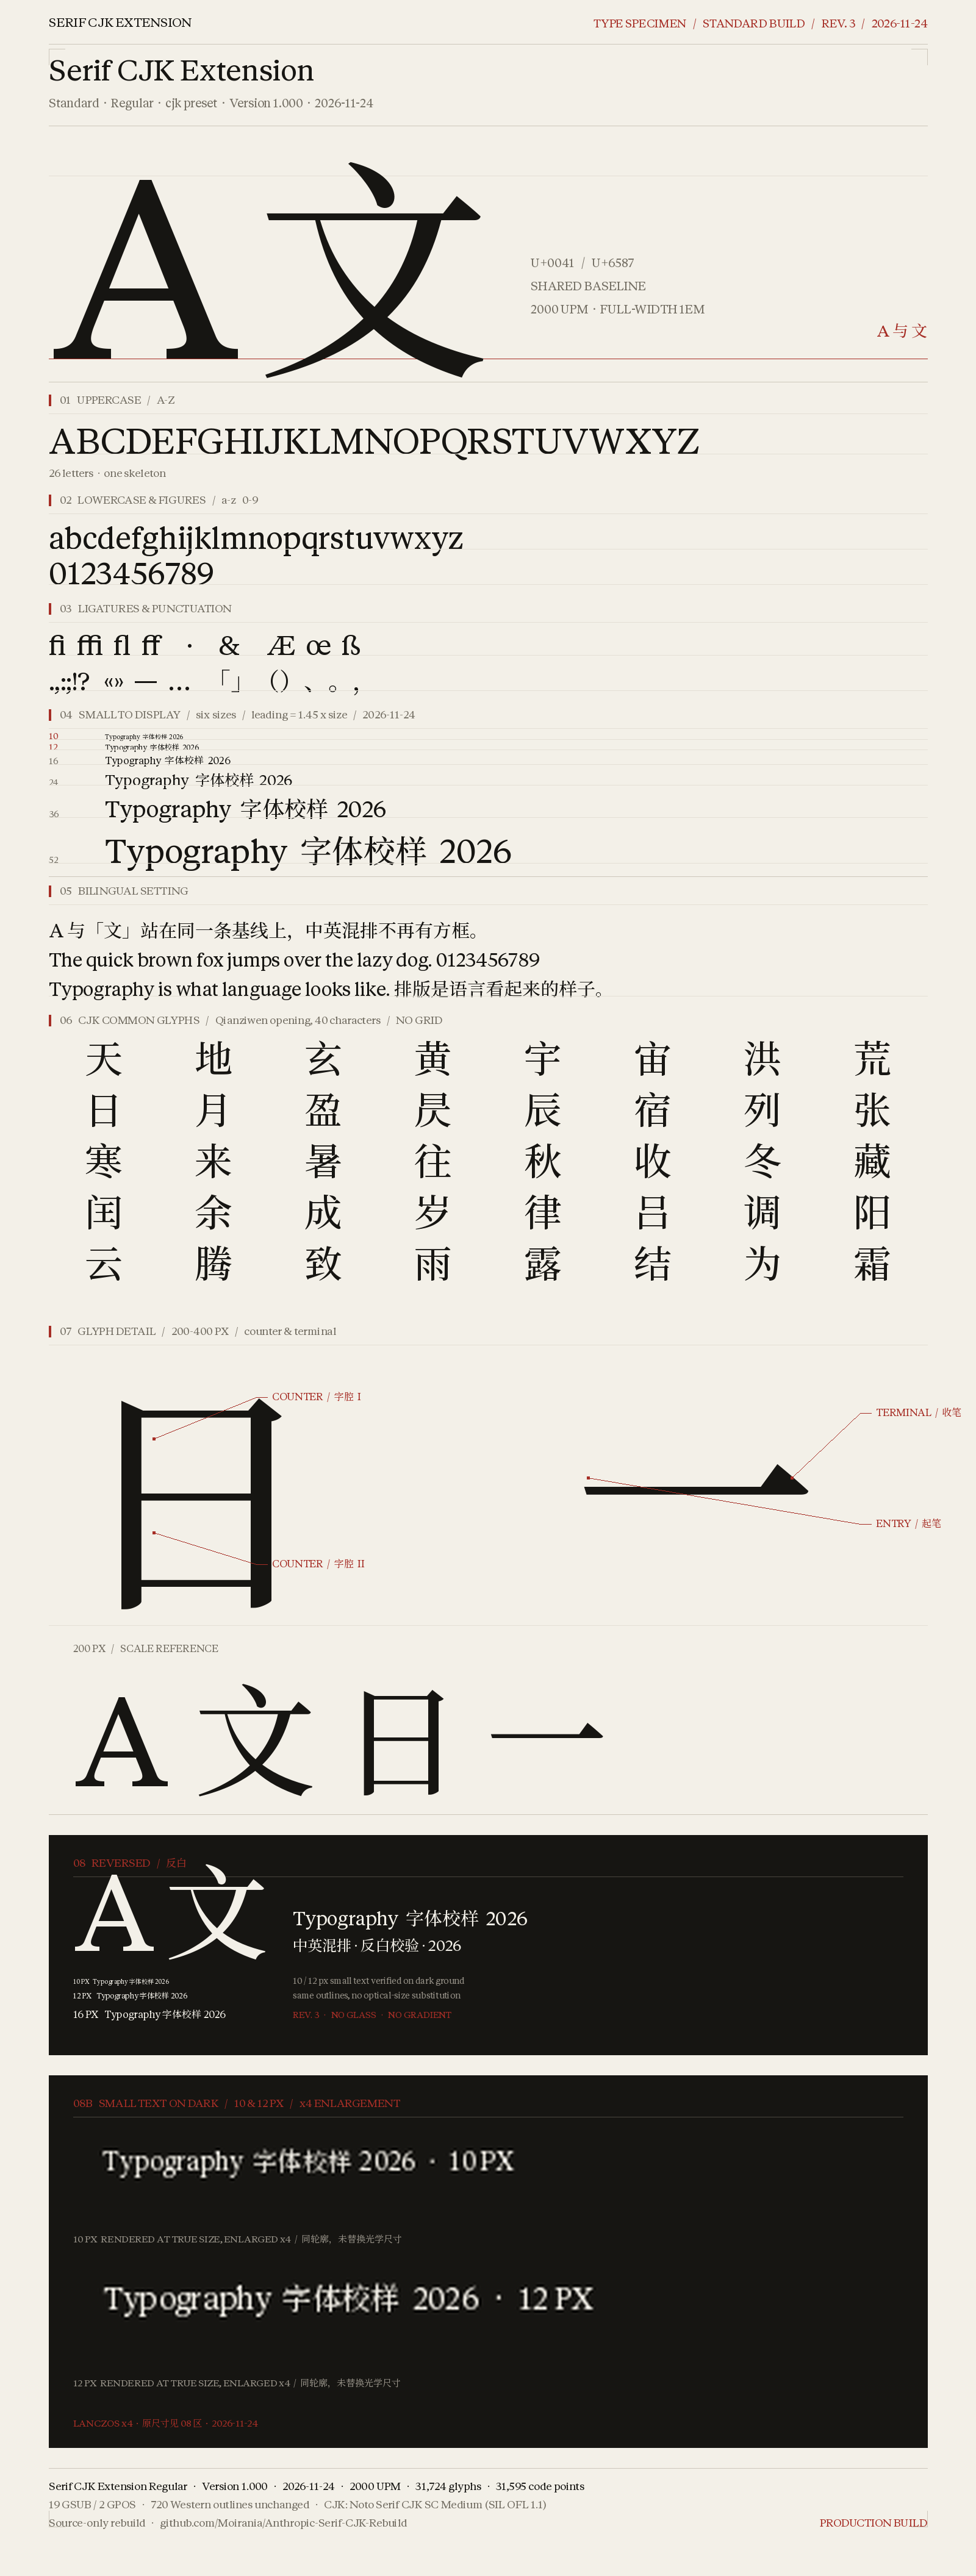 SERIF CJK EXTENSION
TYPE SPECIMEN / STANDARD BUILD / REV. 3 / 2026-11-24
Serif CJK Extension
Standard · Regular · cjk preset · Version 1.000 · 2026-11-24
A文
U+0041 / U+6587
SHARED BASELINE
2000 UPM · FULL-WIDTH 1 EM
A 与 文
01 UPPERCASE / A-Z
ABCDEFGHIJKLMNOPQRSTUVWXYZ
26 letters · one skeleton
02 LOWERCASE & FIGURES / a-z 0-9
abcdefghijklmnopqrstuvwxyz
0123456789
03 LIGATURES & PUNCTUATION
fi ffi fl ff · & Æ œ ß
.,:;!? «» — … 「」 （） 、 。 ，
04 SMALL TO DISPLAY / six sizes / leading = 1.45 x size / 2026-11-24
10 Typography 字体校样 2026
12 Typography 字体校样 2026
16 Typography 字体校样 2026
24 Typography 字体校样 2026
36 Typography 字体校样 2026
52 Typography 字体校样 2026
05 BILINGUAL SETTING
A 与「文」站在同一条基线上，中英混排不再有方框。
The quick brown fox jumps over the lazy dog. 0123456789
Typography is what language looks like. 排版是语言看起来的样子。
06 CJK COMMON GLYPHS / Qianziwen opening, 40 characters / NO GRID
天 地 玄 黄 宇 宙 洪 荒
日 月 盈 昃 辰 宿 列 张
寒 来 暑 往 秋 收 冬 藏
闰 余 成 岁 律 吕 调 阳
云 腾 致 雨 露 结 为 霜
07 GLYPH DETAIL / 200-400 PX / counter & terminal
日
COUNTER / 字腔 I
COUNTER / 字腔 II
一
TERMINAL / 收笔
ENTRY / 起笔
200 PX / SCALE REFERENCE
A 文 日 一
08 REVERSED / 反白
A文
Typography 字体校样 2026
中英混排 · 反白校验 · 2026
10 PX Typography 字体校样 2026
12 PX Typography 字体校样 2026
16 PX Typography 字体校样 2026
10 / 12 px small text verified on dark ground
same outlines, no optical-size substitution
REV. 3 · NO GLASS · NO GRADIENT
08B SMALL TEXT ON DARK / 10 & 12 PX / x4 ENLARGEMENT
Typography 字体校样 2026 · 10 PX
10 PX RENDERED AT TRUE SIZE, ENLARGED x4 / 同轮廓，未替换光学尺寸
Typography 字体校样 2026 · 12 PX
12 PX RENDERED AT TRUE SIZE, ENLARGED x4 / 同轮廓，未替换光学尺寸
LANCZOS x4 · 原尺寸见 08 区 · 2026-11-24
Serif CJK Extension Regular · Version 1.000 · 2026-11-24 · 2000 UPM · 31,724 glyphs · 31,595 code points
19 GSUB / 2 GPOS · 720 Western outlines unchanged · CJK: Noto Serif CJK SC Medium (SIL OFL 1.1)
Source-only rebuild · github.com/Moirania/Anthropic-Serif-CJK-Rebuild
PRODUCTION BUILD